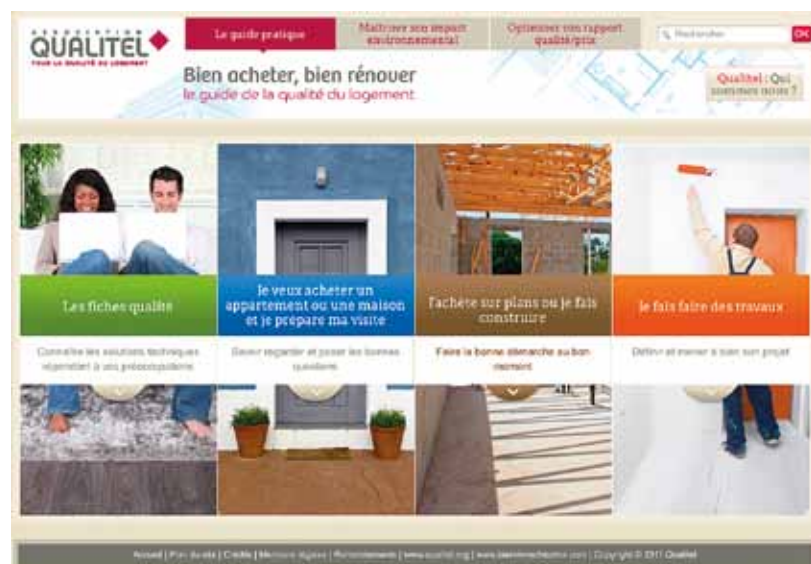 ASSOCIATION
QUALITEL
POUR LA QUALITÉ DU LOGEMENT
Le guide pratique
Maîtriser son impact
environnemental
Optimiser son rapport
qualité/prix
Rechercher
OK
Bien acheter, bien rénover
le guide de la qualité du logement
Qualitel : Qui
sommes nous ?
Les fiches qualité
Je veux acheter un
appartement ou une maison
et je prépare ma visite
J'achète sur plans ou je fais
construire
Je fais faire des travaux
Connaître les solutions techniques
répondant à vos préoccupations
Savoir regarder et poser les bonnes
questions
Faire la bonne démarche au bon
moment
Définir et mener à bien son projet
Accueil | Plan du site | Crédits | Mentions légales | Remerciements | www.qualitel.org | Copyright © 2011 Qualitel